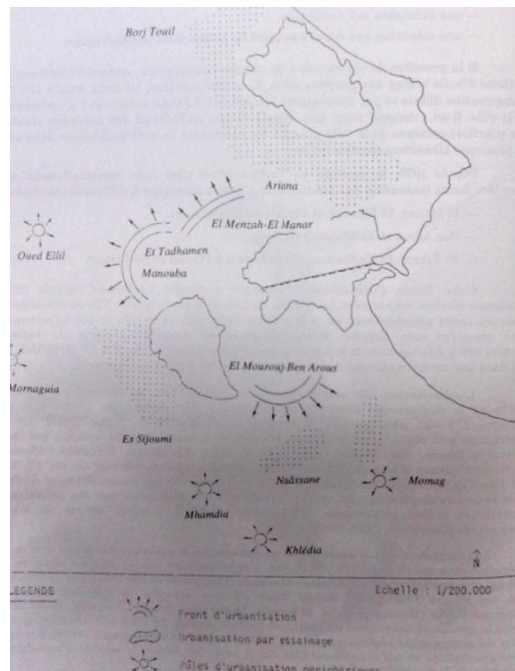 Borj Touil
Ariana
El Menzah-El Manar
Oued Ellil
Et Tadhamen
Manouba
El Mourouj-Ben Arous
Mornaguia
Es Sijoumi
Naâssane
Momag
Mhamdia
Khlédia
N
LEGENDE
Echelle : 1/200.000
Front d'urbanisation
Urbanisation par essaimage
Pôles d'urbanisation périphériques